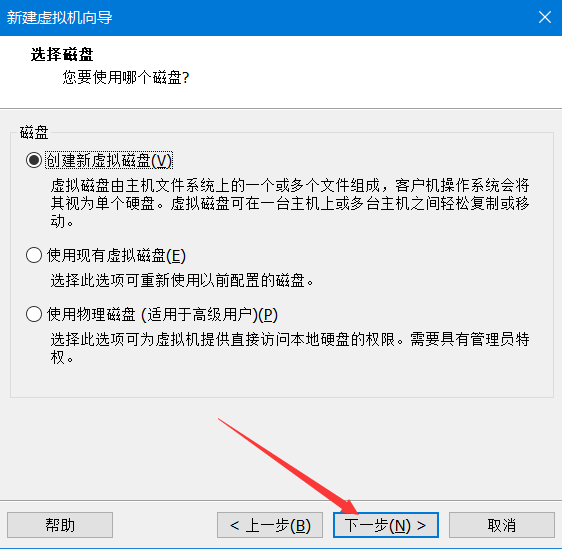 新建虚拟机向导
选择磁盘
您要使用哪个磁盘?
磁盘
创建新虚拟磁盘(V)
虚拟磁盘由主机文件系统上的一个或多个文件组成，客户机操作系统会将
其视为单个硬盘。虚拟磁盘可在一台主机上或多台主机之间轻松复制或移
动。
使用现有虚拟磁盘(E)
选择此选项可重新使用以前配置的磁盘。
使用物理磁盘 (适用于高级用户)(P)
选择此选项可为虚拟机提供直接访问本地硬盘的权限。需要具有管理员特
权。
帮助
< 上一步(B)
下一步(N) >
取消